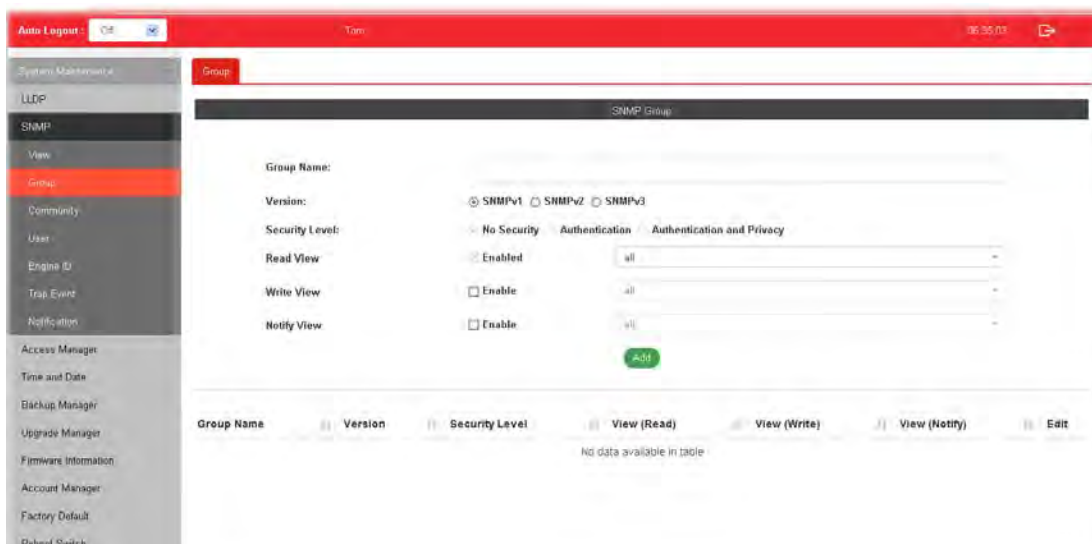 Auto Logout : Off
Tom
06:35:03
System Maintenance
LLDP
SNMP
View
Group
Community
User
Engine ID
Trap Event
Notification
Access Manager
Time and Date
Backup Manager
Upgrade Manager
Firmware Information
Account Manager
Factory Default
Reboot Switch
Group
SNMP Group
Group Name:
Version: SNMPv1 SNMPv2 SNMPv3
Security Level: No Security Authentication Authentication and Privacy
Read View Enabled all
Write View Enable all
Notify View Enable all
Add
Group Name Version Security Level View (Read) View (Write) View (Notify) Edit
No data available in table